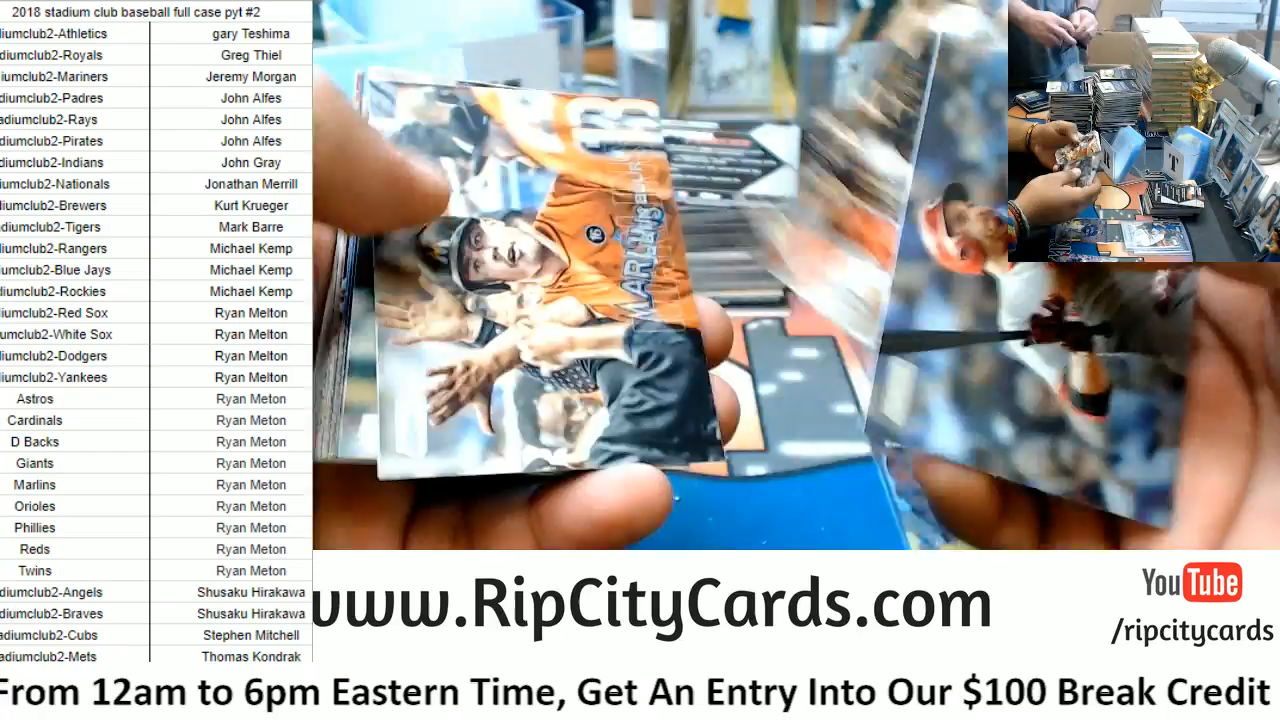 2018 stadium club baseball full case pyt #2
diumclub2-Athletics gary Teshima
diumclub2-Royals Greg Thiel
iumclub2-Mariners Jeremy Morgan
diumclub2-Padres John Alfes
adiumclub2-Rays John Alfes
diumclub2-Pirates John Alfes
diumclub2-Indians John Gray
iumclub2-Nationals Jonathan Merrill
iumclub2-Brewers Kurt Krueger
diumclub2-Tigers Mark Barre
iumclub2-Rangers Michael Kemp
iumclub2-Blue Jays Michael Kemp
iumclub2-Rockies Michael Kemp
iumclub2-Red Sox Ryan Melton
umclub2-White Sox Ryan Melton
iumclub2-Dodgers Ryan Melton
iumclub2-Yankees Ryan Melton
Astros Ryan Meton
Cardinals Ryan Meton
D Backs Ryan Meton
Giants Ryan Meton
Marlins Ryan Meton
Orioles Ryan Meton
Phillies Ryan Meton
Reds Ryan Meton
Twins Ryan Meton
diumclub2-Angels Shusaku Hirakawa
diumclub2-Braves Shusaku Hirakawa
adiumclub2-Cubs Stephen Mitchell
adiumclub2-Mets Thomas Kondrak
MARLINS
16
www.RipCityCards.com
YouTube
/ripcitycards
From 12am to 6pm Eastern Time, Get An Entry Into Our $100 Break Credit